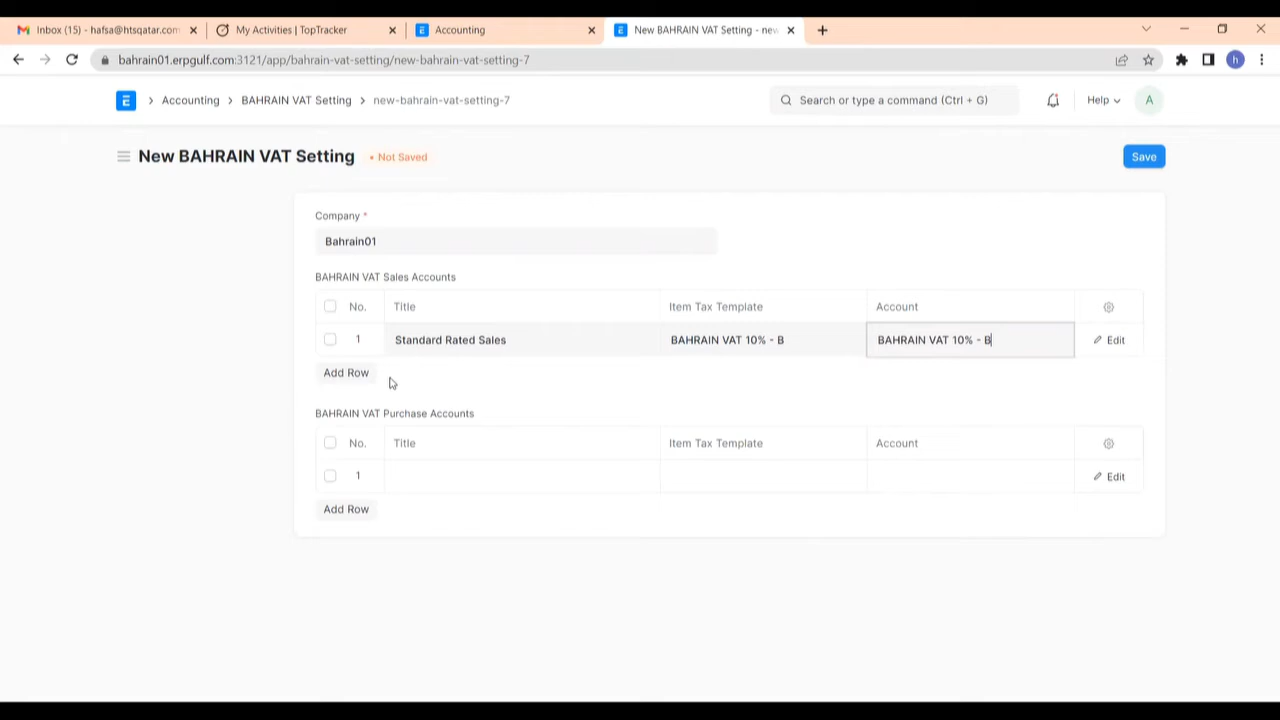 Inbox (15) - hafsa@htsqatar.com
My Activities | TopTracker
Accounting
New BAHRAIN VAT Setting - new
bahrain01.erpgulf.com:3121/app/bahrain-vat-setting/new-bahrain-vat-setting-7
h
E > Accounting > BAHRAIN VAT Setting > new-bahrain-vat-setting-7
Search or type a command (Ctrl + G)
Help
A
New BAHRAIN VAT Setting
• Not Saved
Save
Company *
Bahrain01
BAHRAIN VAT Sales Accounts
No. Title Item Tax Template Account
1 Standard Rated Sales BAHRAIN VAT 10% - B BAHRAIN VAT 10% - B Edit
Add Row
BAHRAIN VAT Purchase Accounts
No. Title Item Tax Template Account
1 Edit
Add Row